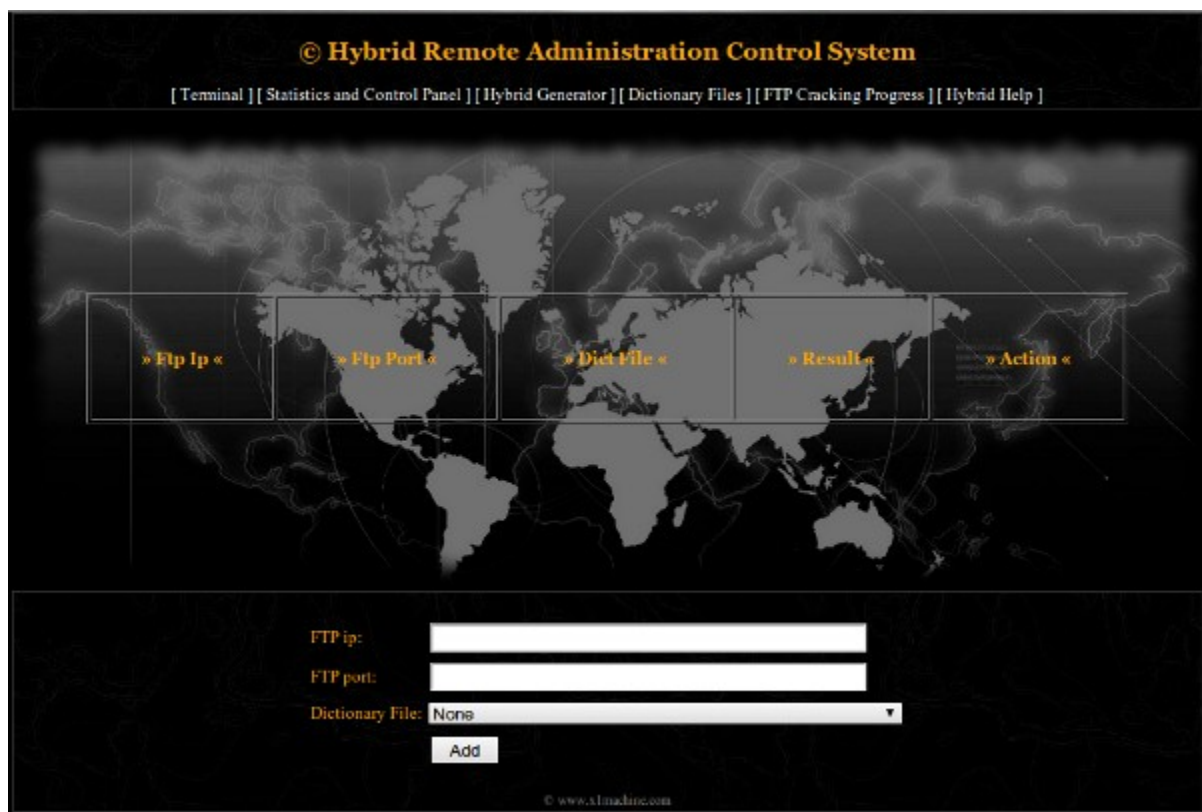 © Hybrid Remote Administration Control System
[ Terminal ] [ Statistics and Control Panel ] [ Hybrid Generator ] [ Dictionary Files ] [ FTP Cracking Progress ] [ Hybrid Help ]
» Ftp Ip « » Ftp Port « » Dict File « » Result « » Action «
FTP ip:
FTP port:
Dictionary File: None
Add
© www.x1machine.com